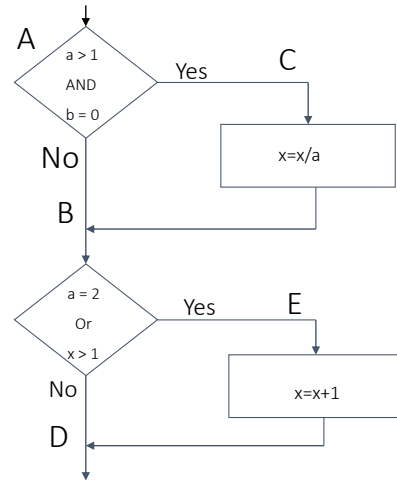 A
a > 1
AND
b = 0
Yes
C
x=x/a
No
B
a = 2
Or
x > 1
Yes
E
x=x+1
No
D